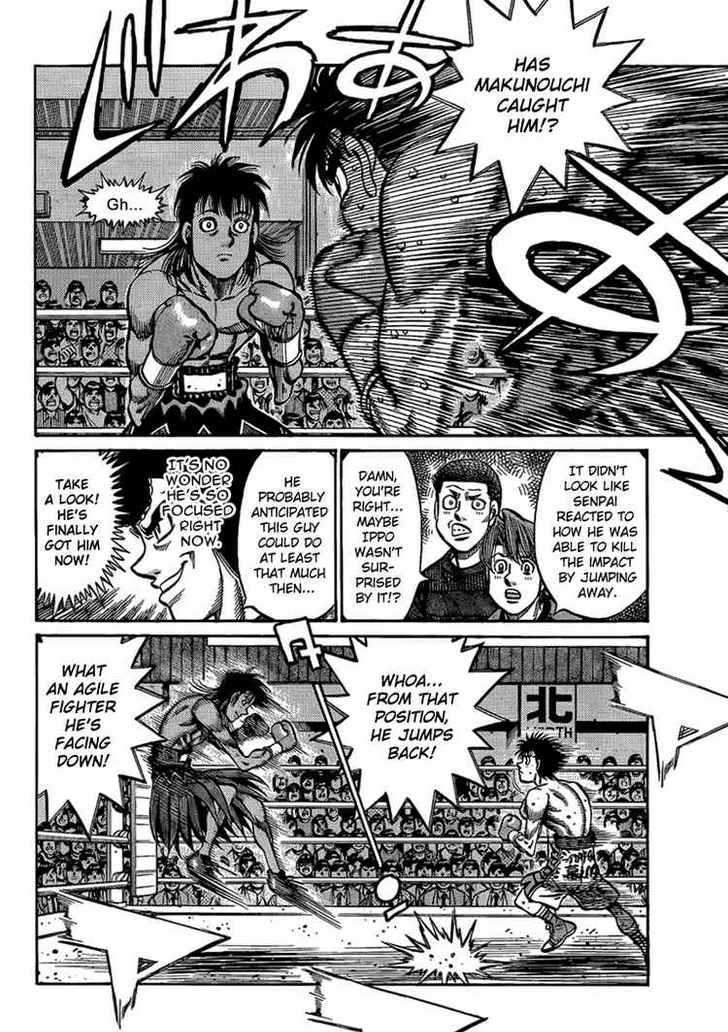 HAS
MAKUNOUCHI
CAUGHT
HIM!?
Gh...
IT DIDN'T
LOOK LIKE
SENPAI
REACTED
TO HOW HE
WAS ABLE
TO KILL
THE IMPACT
BY JUMPING
AWAY.
DAMN,
YOU'RE
RIGHT...
MAYBE
IPPO
WASN'T
SUR-
PRISED
BY IT!?
HE
PROBABLY
ANTICIPATED
THIS GUY
COULD DO
AT LEAST
THAT MUCH
THEN...
IT'S NO
WONDER
HE'S SO
FOCUSED
RIGHT
NOW.
TAKE
A LOOK!
HE'S
FINALLY
GOT HIM
NOW!
WHOA...
FROM THAT
POSITION,
HE JUMPS
BACK!
北
WHAT
AN AGILE
FIGHTER
HE'S
FACING
DOWN!